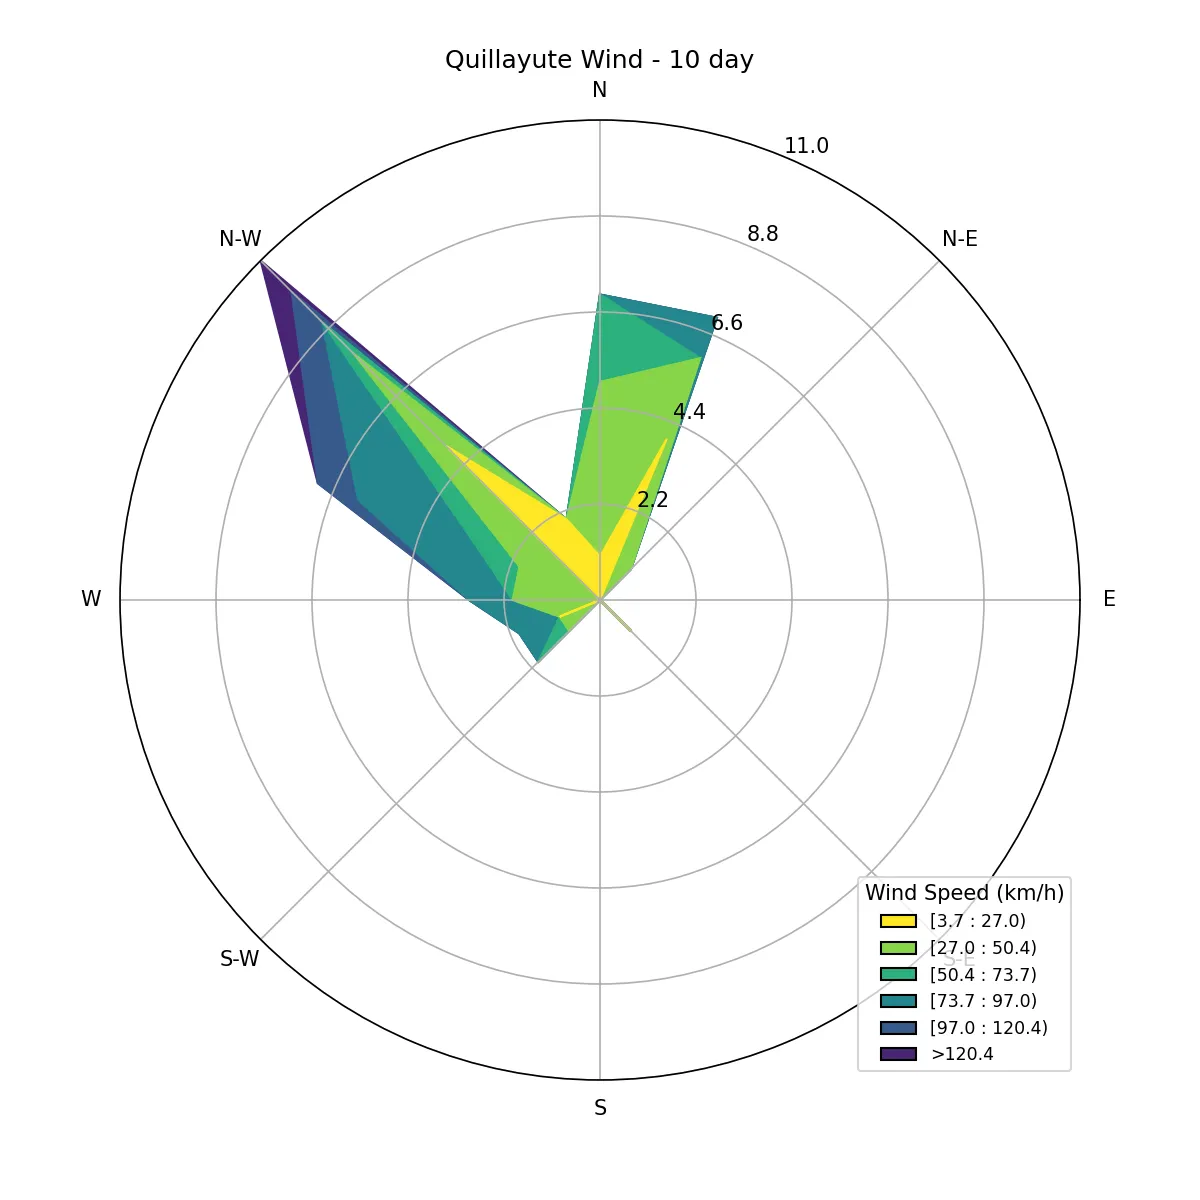 Quillayute Wind - 10 day
N
11.0
N-W
8.8
N-E
6.6
4.4
2.2
W
E
S-W
S-E
S
Wind Speed (km/h)
[3.7 : 27.0)
[27.0 : 50.4)
[50.4 : 73.7)
[73.7 : 97.0)
[97.0 : 120.4)
>120.4